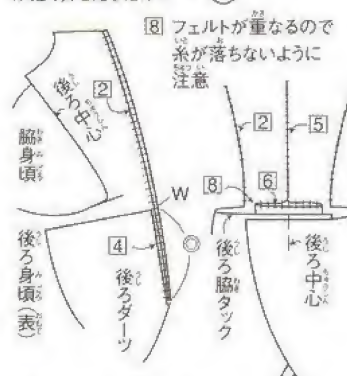 8 フェルトが重なるので
糸が落ちないように
注意
2
後ろ中心
脇身頃
W
4
後ろダーツ
後ろ身頃(表)
2
5
8
6
後ろ脇タック
後ろ中心